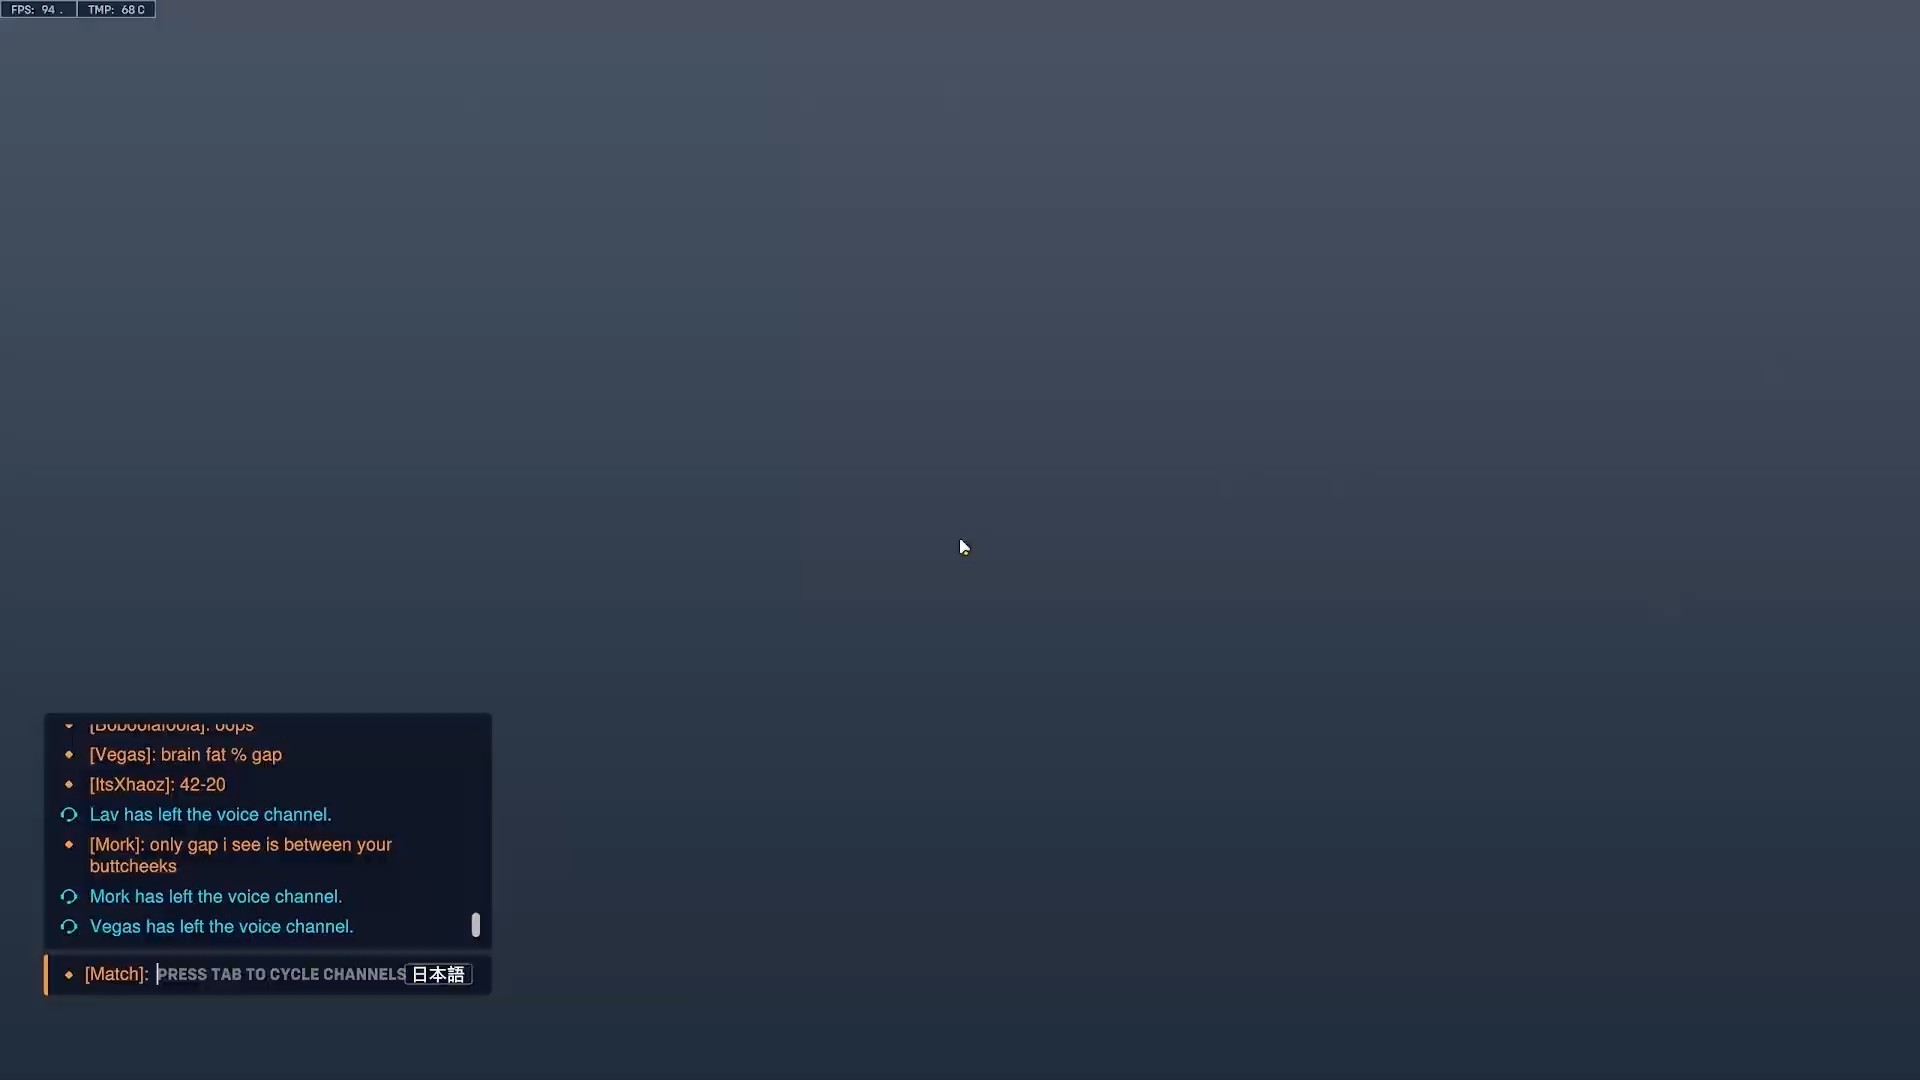 FPS: 94 .
TMP: 68 C
[Boboolafoola]: oops
[Vegas]: brain fat % gap
[ItsXhaoz]: 42-20
Lav has left the voice channel.
[Mork]: only gap i see is between your
buttcheeks
Mork has left the voice channel.
Vegas has left the voice channel.
[Match]: PRESS TAB TO CYCLE CHANNELS 日本語